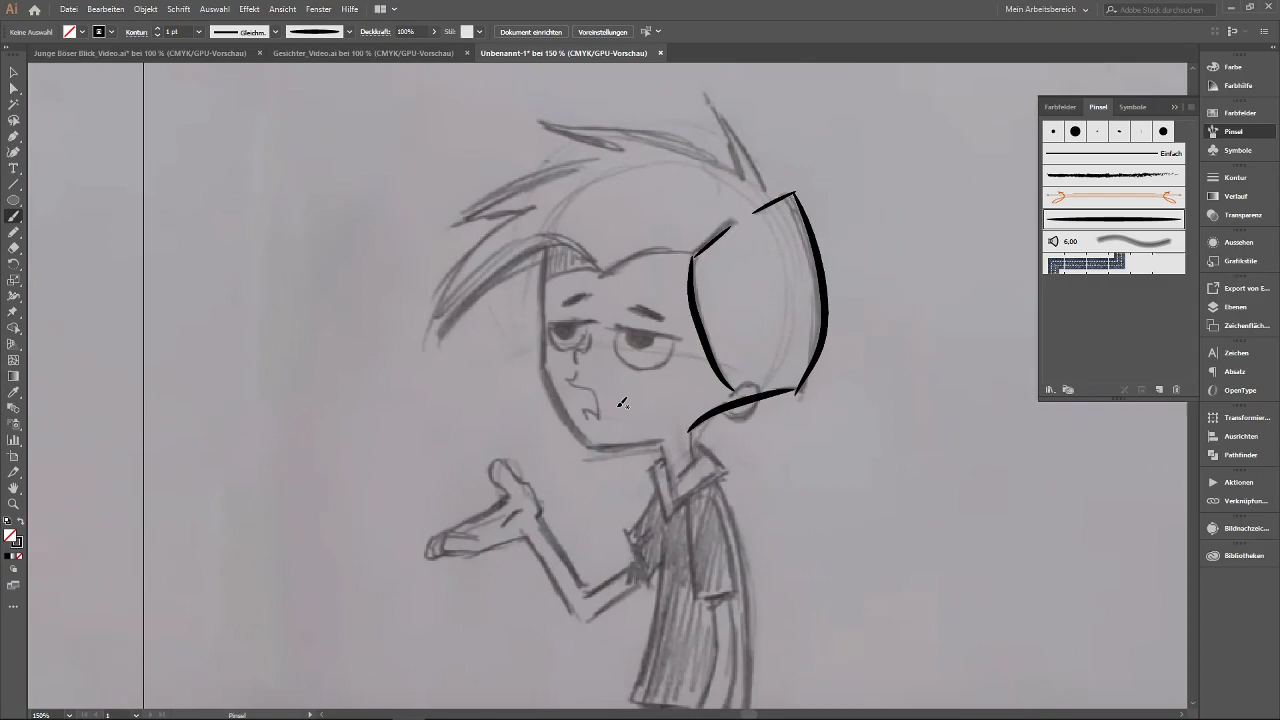 Ai Datei Bearbeiten Objekt Schrift Auswahl Effekt Ansicht Fenster Hilfe Mein Arbeitsbereich Adobe Stock durchsuchen
Keine Auswahl Kontur: 1 pt Gleichm. Deckkraft: 100% Stil: Dokument einrichten Voreinstellungen
Junge Böser Blick_Video.ai* bei 100 % (CMYK/GPU-Vorschau) Gesichter_Video.ai bei 100 % (CMYK/GPU-Vorschau) Unbenannt-1* bei 150 % (CMYK/GPU-Vorschau)
Farbe
Farbhilfe
Farbfelder Pinsel Symbole
Farbfelder
Pinsel
Einfach
Symbole
Kontur
Verlauf
Transparenz
6,00
Aussehen
Grafikstile
Export von E...
Ebenen
Zeichenfläch...
Zeichen
Absatz
OpenType
Transformier...
Ausrichten
Pathfinder
Aktionen
Verknüpfun...
Bildnachzeic...
Bibliotheken
150% 1 Pinsel